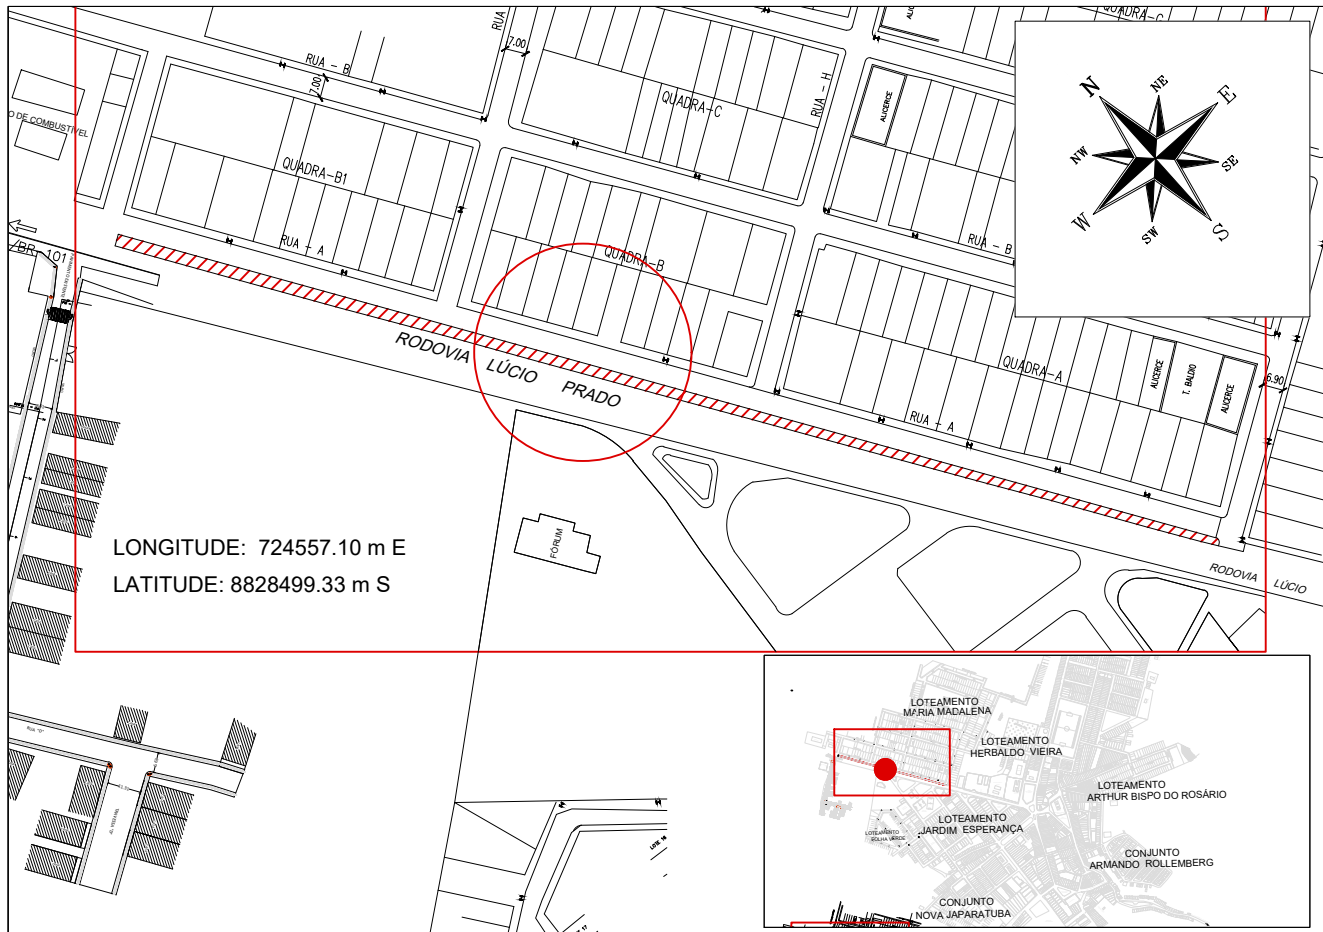 RUA
ALIC
QUADRA-C
7.00
RUA - B
7.00
QUADRA-C
RUA - H
ALICERCE
O DE COMBUSTÍVEL
QUADRA-B1
N
NE
E
NW
SE
W
SW
S
RUA - A
QUADRA-B
RUA - B
BR-101
RODOVIA LÚCIO PRADO
QUADRA-A
ALICERCE
T. BALDIO
ALICERCE
6.90
RUA - A
FÓRUM
LONGITUDE: 724557.10 m E
LATITUDE: 8828499.33 m S
RODOVIA LÚCIO
RUA "D"
LOTEAMENTO
MARIA MADALENA
LOTEAMENTO
HERBALDO VIEIRA
LOTEAMENTO
ARTHUR BISPO DO ROSÁRIO
LOTEAMENTO
JARDIM ESPERANÇA
LOTEAMENTO
FOLHA VERDE
CONJUNTO
ARMANDO ROLLEMBERG
CONJUNTO
NOVA JAPARATUBA